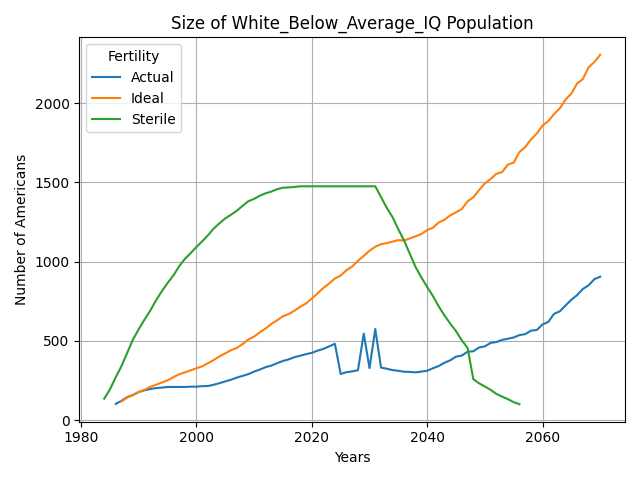 Size of White_Below_Average_IQ Population
Fertility
Actual
Ideal
Sterile
Number of Americans
2000
1500
1000
500
0
1980
2000
2020
2040
2060
Years